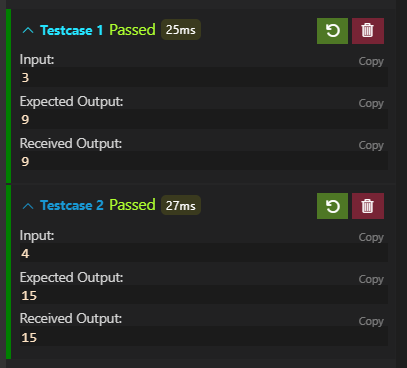 Testcase 1 Passed 25ms
Input: Copy
3
Expected Output: Copy
9
Received Output: Copy
9
Testcase 2 Passed 27ms
Input: Copy
4
Expected Output: Copy
15
Received Output: Copy
15